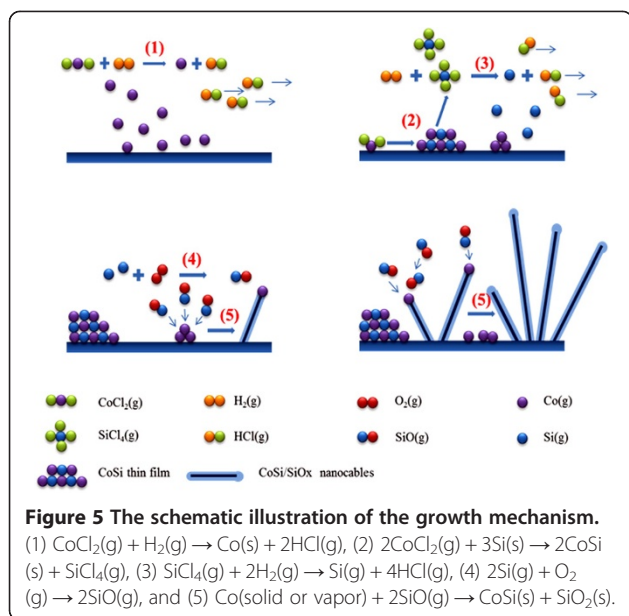 (1)
(3)
(2)
(4)
(5)
(5)
CoCl₂(g) H₂(g) O₂(g) Co(g)
SiCl₄(g) HCl(g) SiO(g) Si(g)
CoSi thin film CoSi/SiOx nanocables
Figure 5 The schematic illustration of the growth mechanism.
(1) CoCl₂(g) + H₂(g) → Co(s) + 2HCl(g), (2) 2CoCl₂(g) + 3Si(s) → 2CoSi
(s) + SiCl₄(g), (3) SiCl₄(g) + 2H₂(g) → Si(g) + 4HCl(g), (4) 2Si(g) + O₂
(g) → 2SiO(g), and (5) Co(solid or vapor) + 2SiO(g) → CoSi(s) + SiO₂(s).